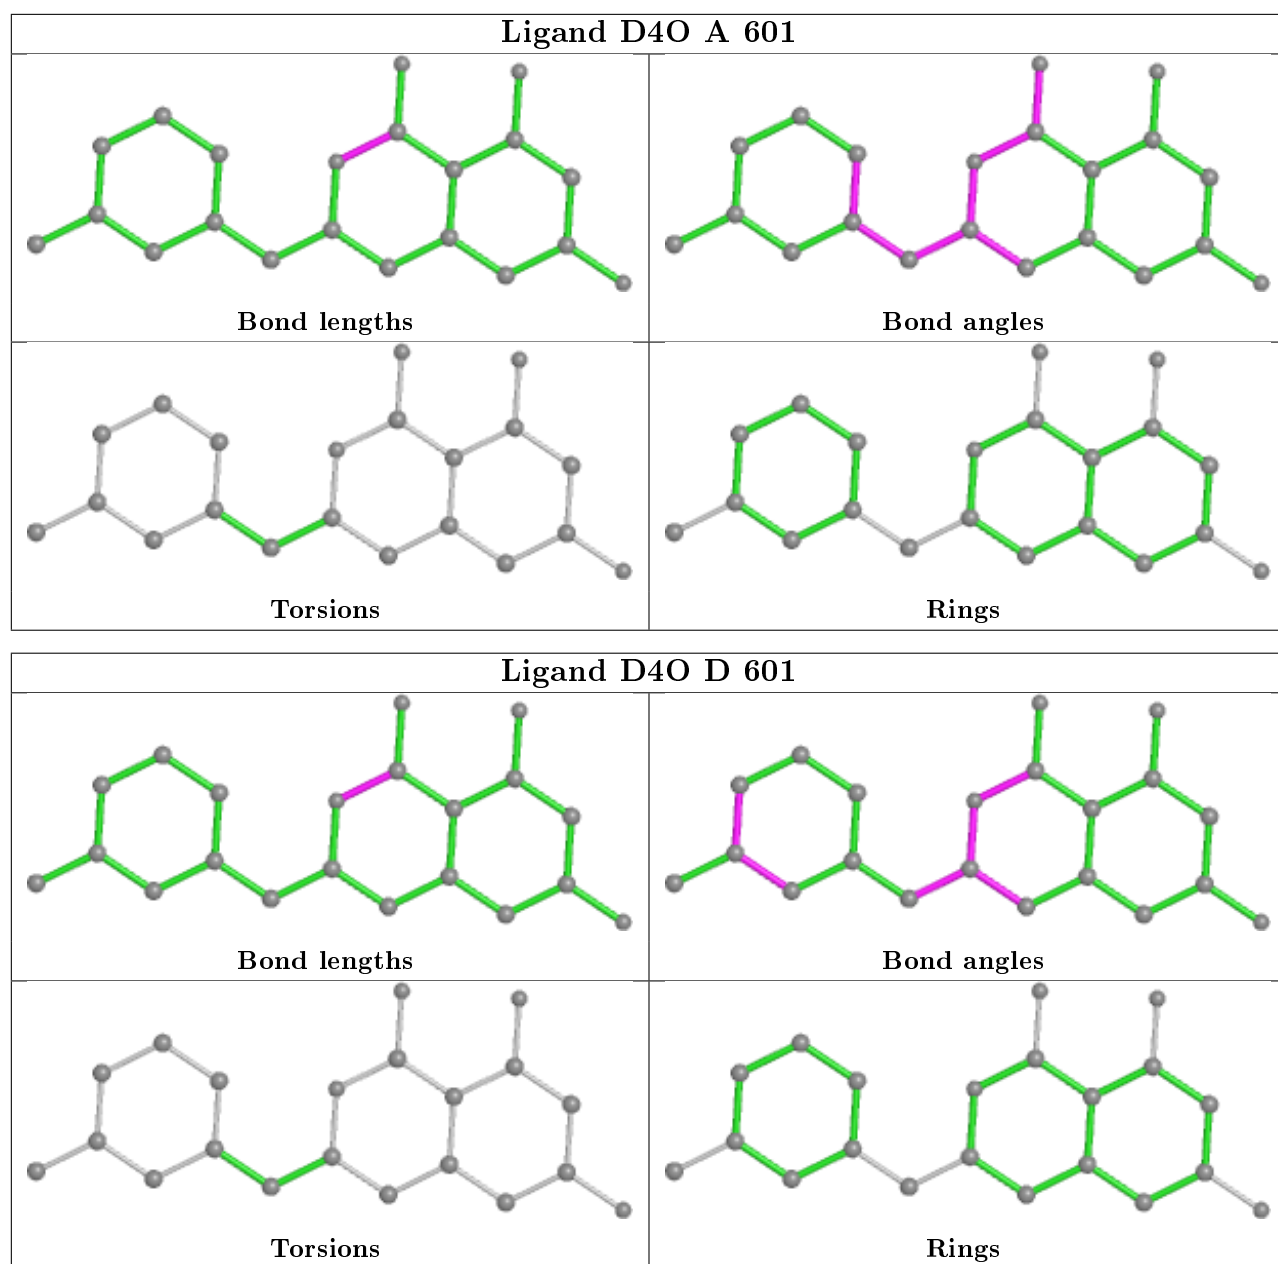 Ligand D4O A 601
Bond lengths
Bond angles
Torsions
Rings
Ligand D4O D 601
Bond lengths
Bond angles
Torsions
Rings